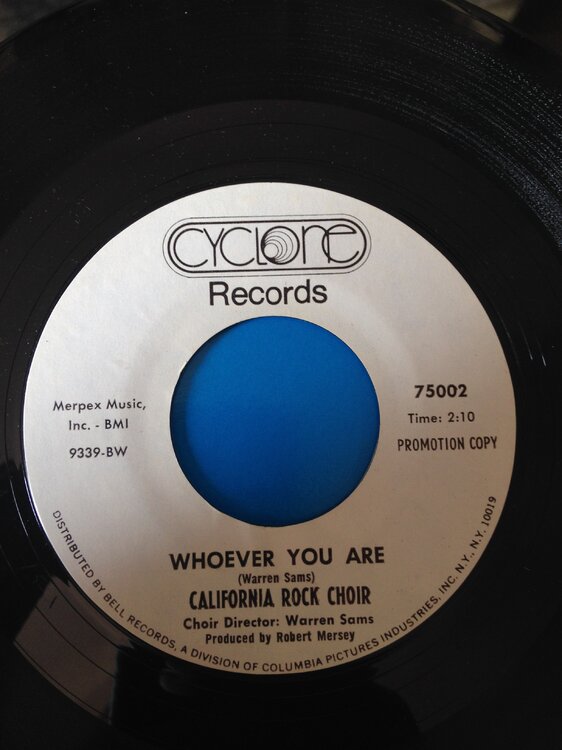 CYCLONE
Records
Merpex Music,
Inc. - BMI
9339-BW
75002
Time: 2:10
PROMOTION COPY
WHOEVER YOU ARE
(Warren Sams)
CALIFORNIA ROCK CHOIR
Choir Director: Warren Sams
Produced by Robert Mersey
DISTRIBUTED BY BELL RECORDS, A DIVISION OF COLUMBIA PICTURES INDUSTRIES, INC. N.Y., N.Y. 10019